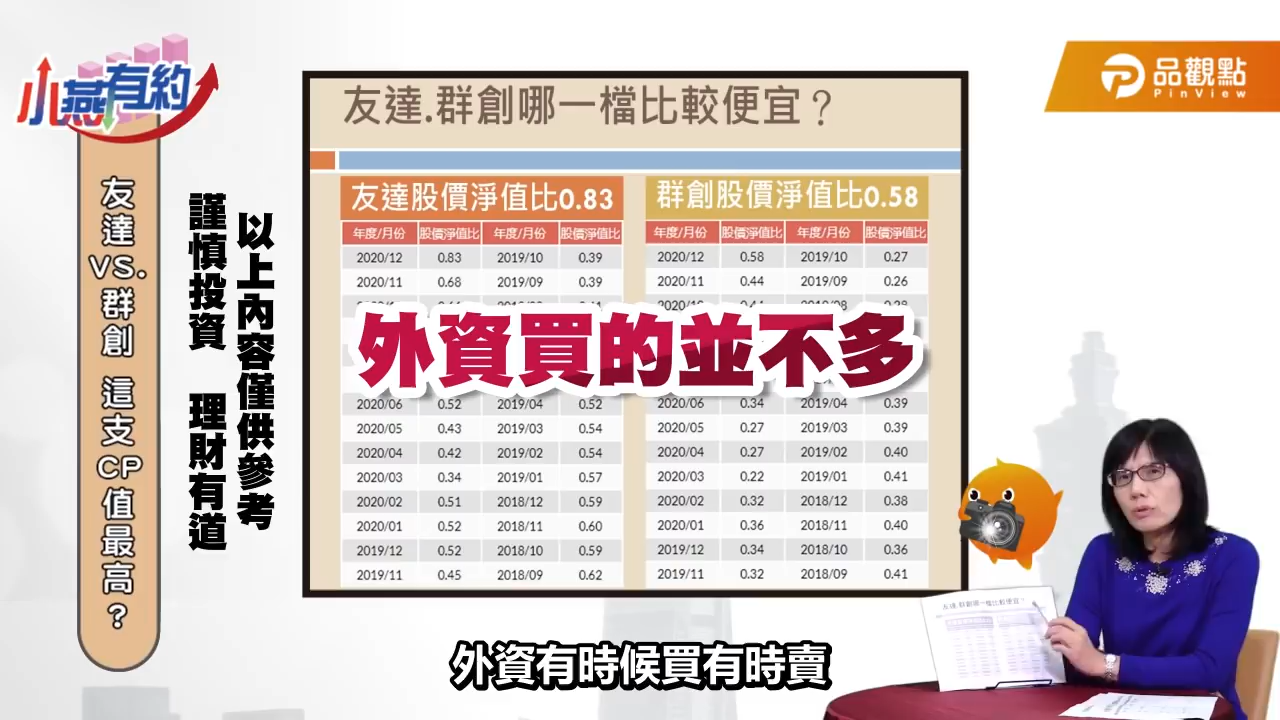 小燕有約
品觀點
PinView
友達vs.群創 這支CP值最高？
以上內容僅供參考
謹慎投資 理財有道
友達.群創哪一檔比較便宜？
友達股價淨值比0.83
年度/月份 股價淨值比 年度/月份 股價淨值比
2020/12 0.83 2019/10 0.39
2020/11 0.68 2019/09 0.39
2020/06 0.52 2019/04 0.52
2020/05 0.43 2019/03 0.54
2020/04 0.42 2019/02 0.54
2020/03 0.34 2019/01 0.57
2020/02 0.51 2018/12 0.59
2020/01 0.52 2018/11 0.60
2019/12 0.52 2018/10 0.59
2019/11 0.45 2018/09 0.62
群創股價淨值比0.58
年度/月份 股價淨值比 年度/月份 股價淨值比
2020/12 0.58 2019/10 0.27
2020/11 0.44 2019/09 0.26
2020/06 0.34 2019/04 0.39
2020/05 0.27 2019/03 0.39
2020/04 0.27 2019/02 0.40
2020/03 0.22 2019/01 0.41
2020/02 0.32 2018/12 0.38
2020/01 0.36 2018/11 0.40
2019/12 0.34 2018/10 0.36
2019/11 0.32 2018/09 0.41
外資買的並不多
友達.群創哪一檔比較便宜？
外資有時候買有時賣